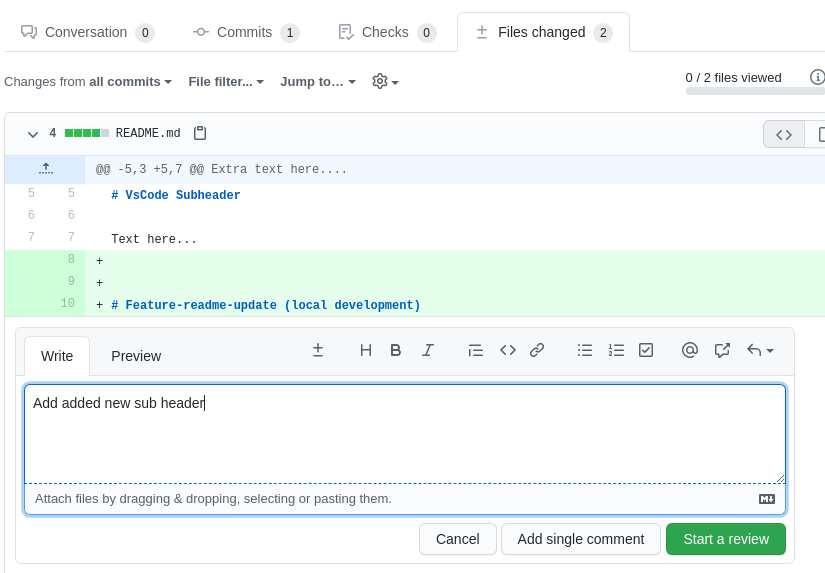 Conversation 0 Commits 1 Checks 0 Files changed 2
Changes from all commits File filter... Jump to... 0 / 2 files viewed
4 README.md
@@ -5,3 +5,7 @@ Extra text here....
5 5 # VsCode Subheader
6 6
7 7 Text here...
8 +
9 +
10 + # Feature-readme-update (local development)
Write Preview
Add added new sub header
Attach files by dragging & dropping, selecting or pasting them.
Cancel Add single comment Start a review